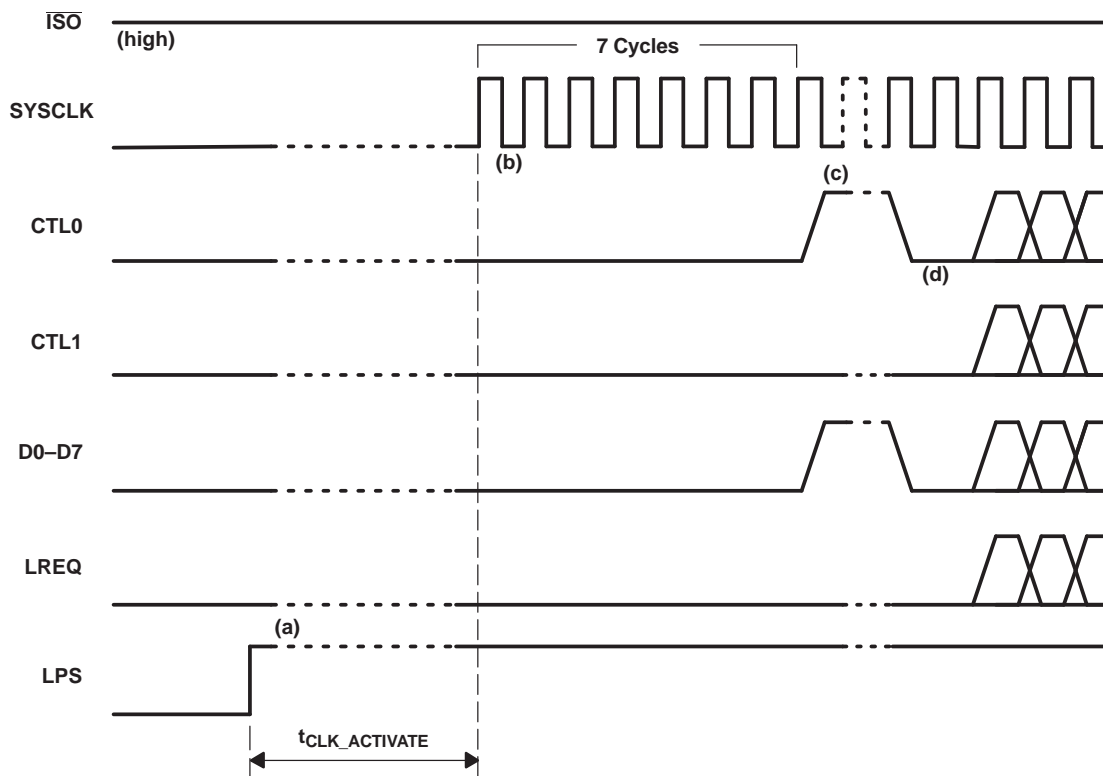 ISO
(high)
7 Cycles
SYSCLK
(b)
(c)
CTL0
(d)
CTL1
D0–D7
LREQ
(a)
LPS
tCLK_ACTIVATE